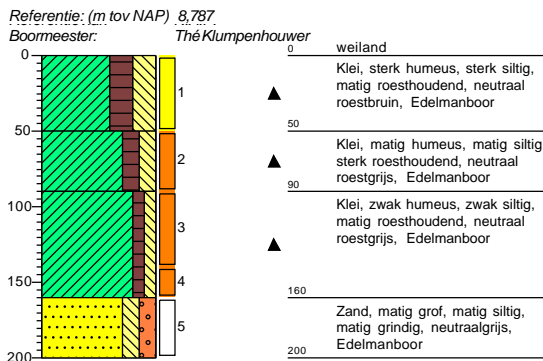 Referentie: (m tov NAP) 8,787
Boormeester: Thé Klumpenhouwer
0
50
100
150
200
1
2
3
4
5
0 weiland
Klei, sterk humeus, sterk siltig,
matig roesthoudend, neutraal
roestbruin, Edelmanboor
50
Klei, matig humeus, matig siltig,
sterk roesthoudend, neutraal
roestgrijs, Edelmanboor
90
Klei, zwak humeus, zwak siltig,
matig roesthoudend, neutraal
roestgrijs, Edelmanboor
160
Zand, matig grof, matig siltig,
matig grindig, neutraalgrijs,
Edelmanboor
200